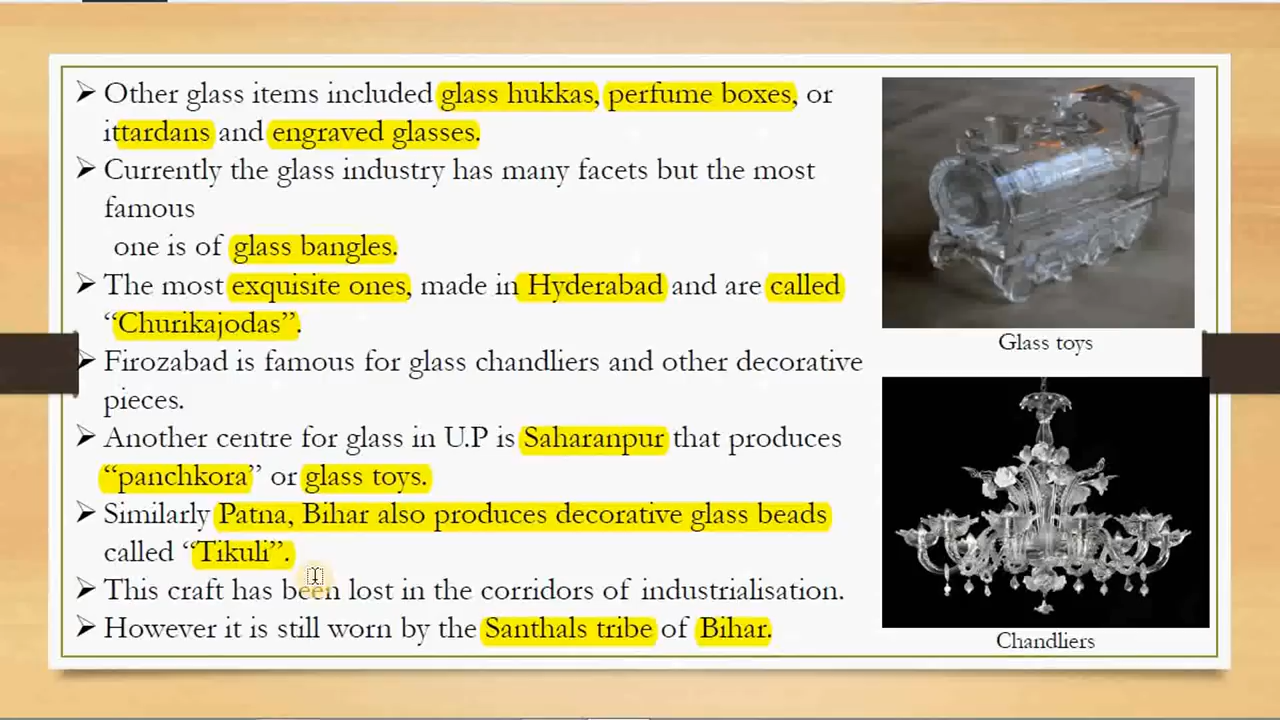 ➢ Other glass items included glass hukkas, perfume boxes, or
ittardans and engraved glasses.
➢ Currently the glass industry has many facets but the most
famous
one is of glass bangles.
➢ The most exquisite ones, made in Hyderabad and are called
“Churikajodas”.
➢ Firozabad is famous for glass chandliers and other decorative
pieces.
➢ Another centre for glass in U.P is Saharanpur that produces
“panchkora” or glass toys.
➢ Similarly Patna, Bihar also produces decorative glass beads
called “Tikuli”.
➢ This craft has been lost in the corridors of industrialisation.
➢ However it is still worn by the Santhals tribe of Bihar.
Glass toys
Chandliers